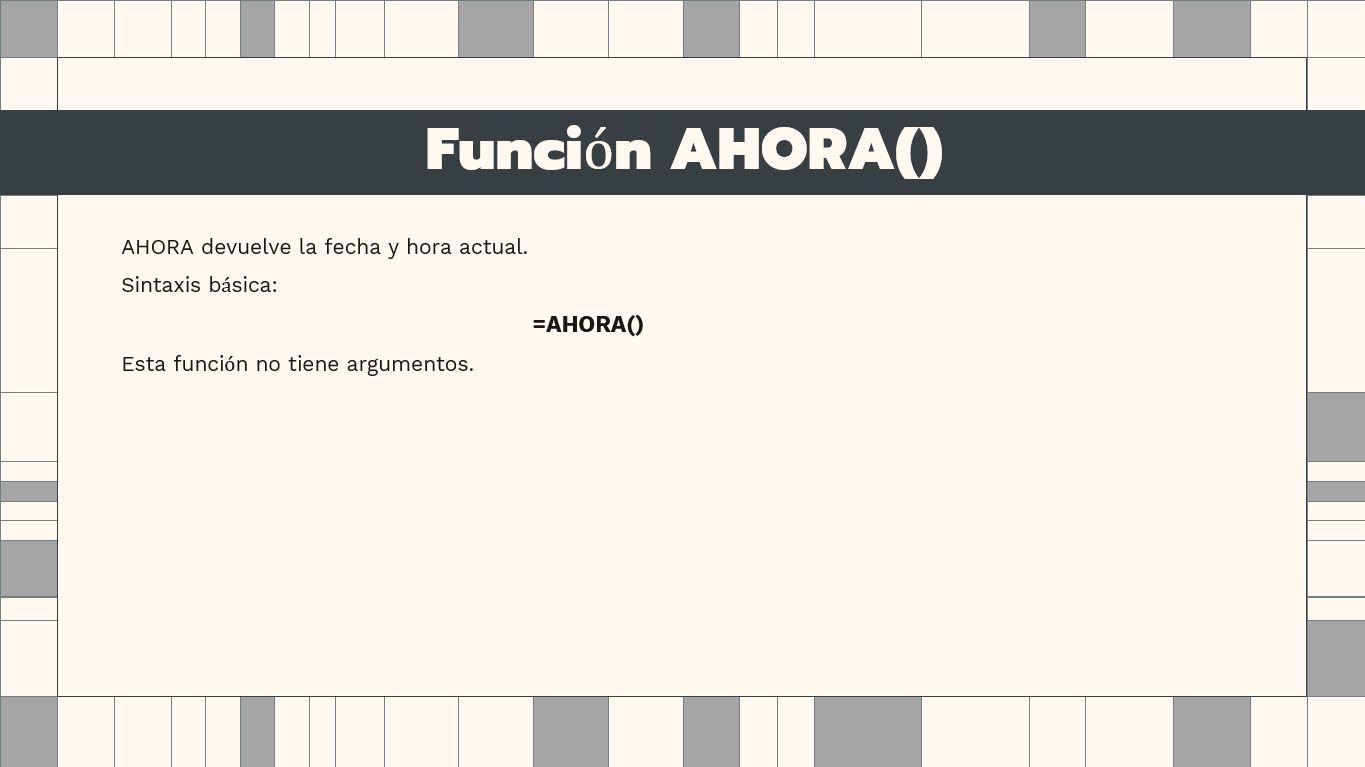 Función AHORA()
AHORA devuelve la fecha y hora actual.
Sintaxis básica:
=AHORA()
Esta función no tiene argumentos.